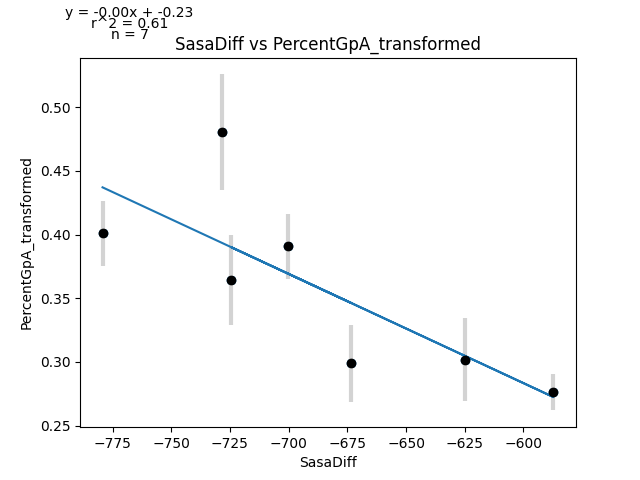 y = -0.00x + -0.23
r^2 = 0.61
n = 7
SasaDiff vs PercentGpA_transformed
0.50
0.45
0.40
0.35
0.30
0.25
PercentGpA_transformed
−775 −750 −725 −700 −675 −650 −625 −600
SasaDiff